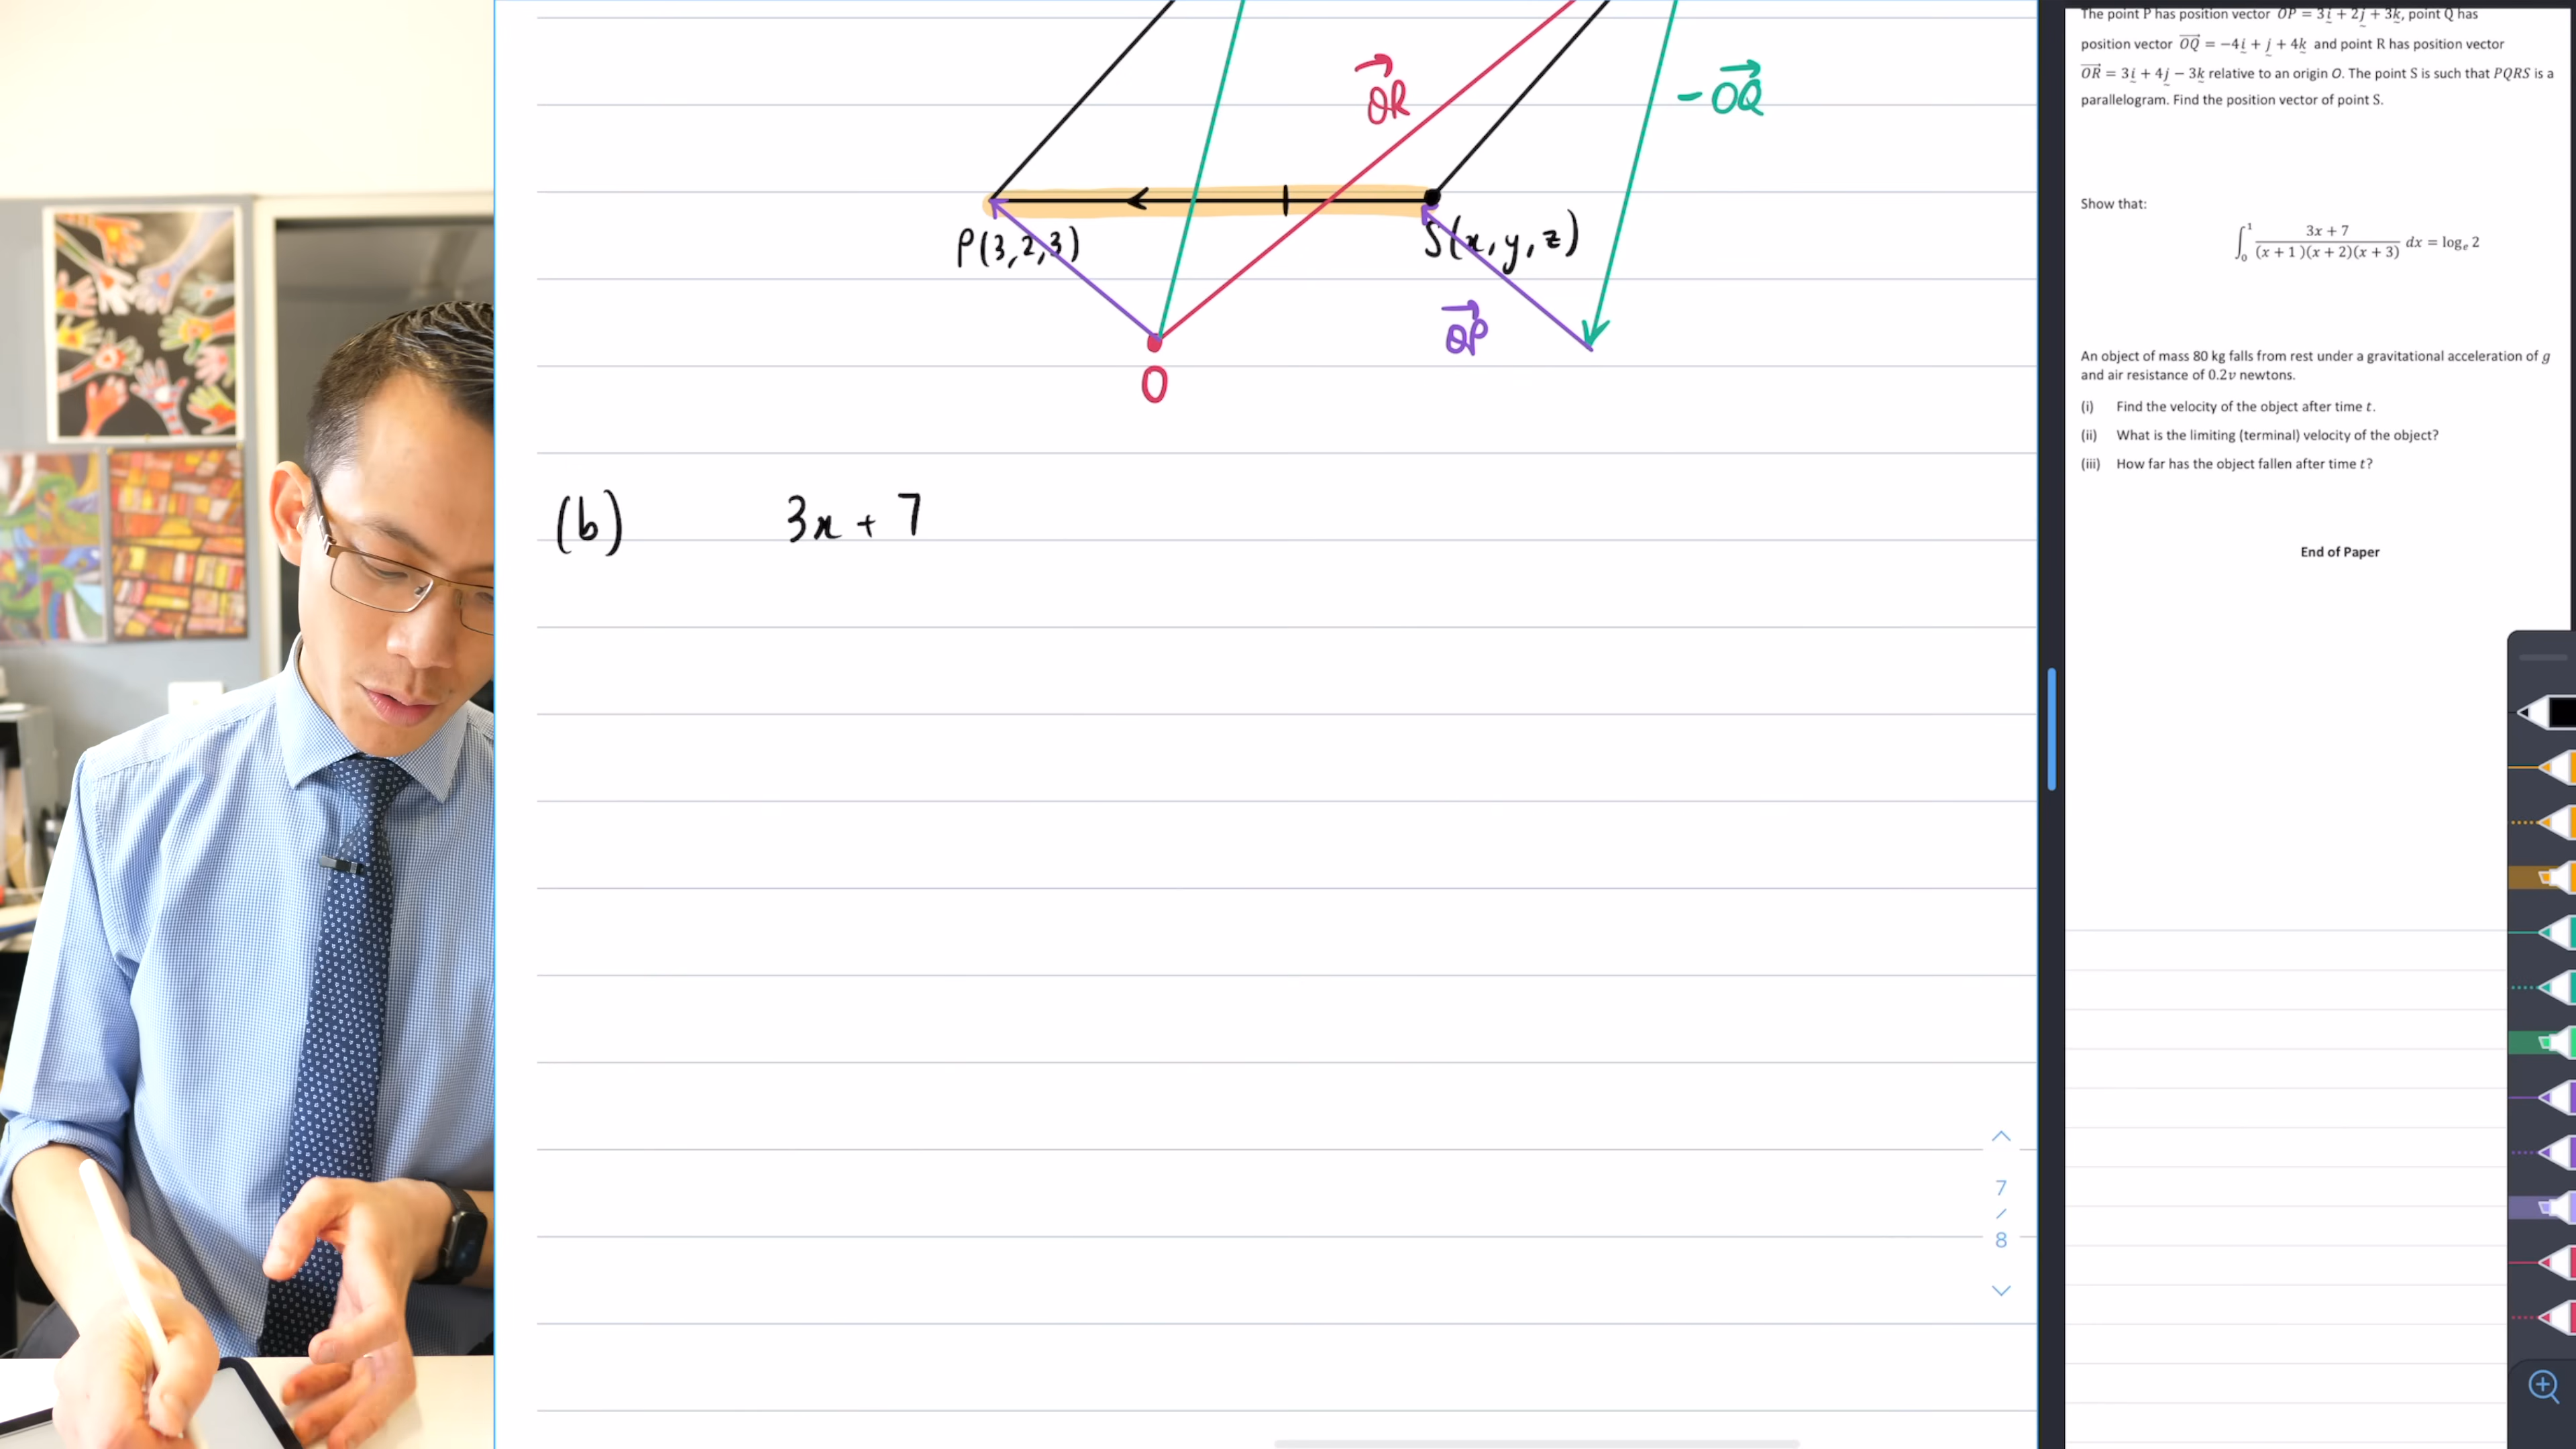 OR
-OQ
P(3,2,3)
S(x,y,z)
OP
O
(b) 3x + 7
7
/
8
The point P has position vector OP = 3i + 2j + 3k, point Q has
position vector OQ = −4i + j + 4k and point R has position vector
OR = 3i + 4j − 3k relative to an origin O. The point S is such that PQRS is a
parallelogram. Find the position vector of point S.
Show that:
∫₀¹ (3x + 7)/((x + 1)(x + 2)(x + 3)) dx = logₑ 2
An object of mass 80 kg falls from rest under a gravitational acceleration of g
and air resistance of 0.2v newtons.
(i) Find the velocity of the object after time t.
(ii) What is the limiting (terminal) velocity of the object?
(iii) How far has the object fallen after time t?
End of Paper